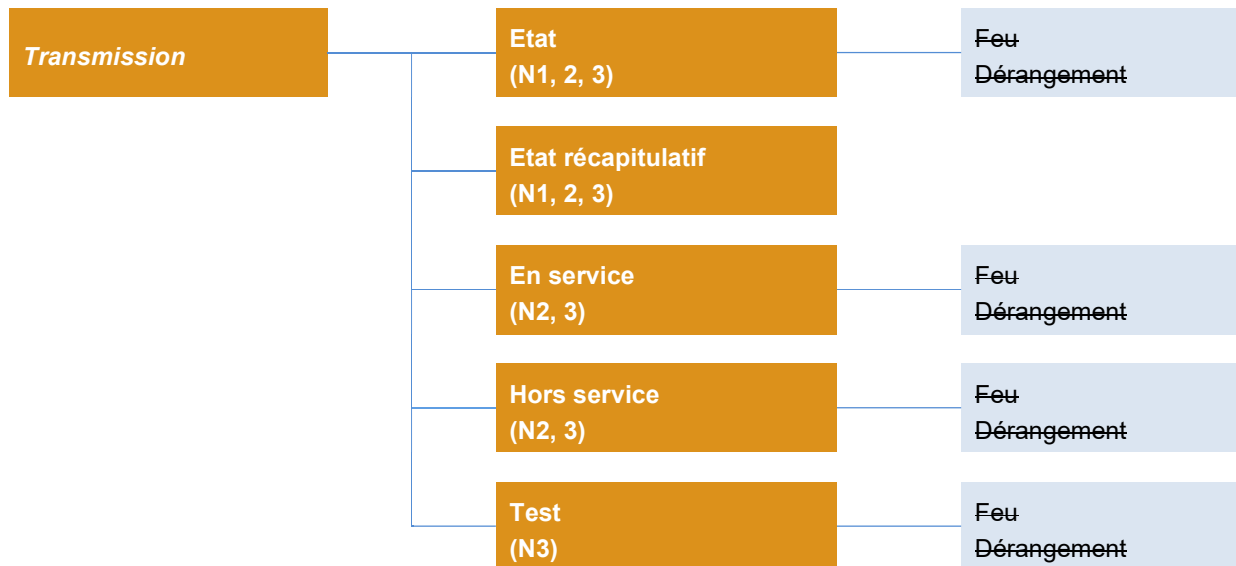 Transmission
Etat
(N1, 2, 3)
Feu
Dérangement
Etat récapitulatif
(N1, 2, 3)
En service
(N2, 3)
Feu
Dérangement
Hors service
(N2, 3)
Feu
Dérangement
Test
(N3)
Feu
Dérangement